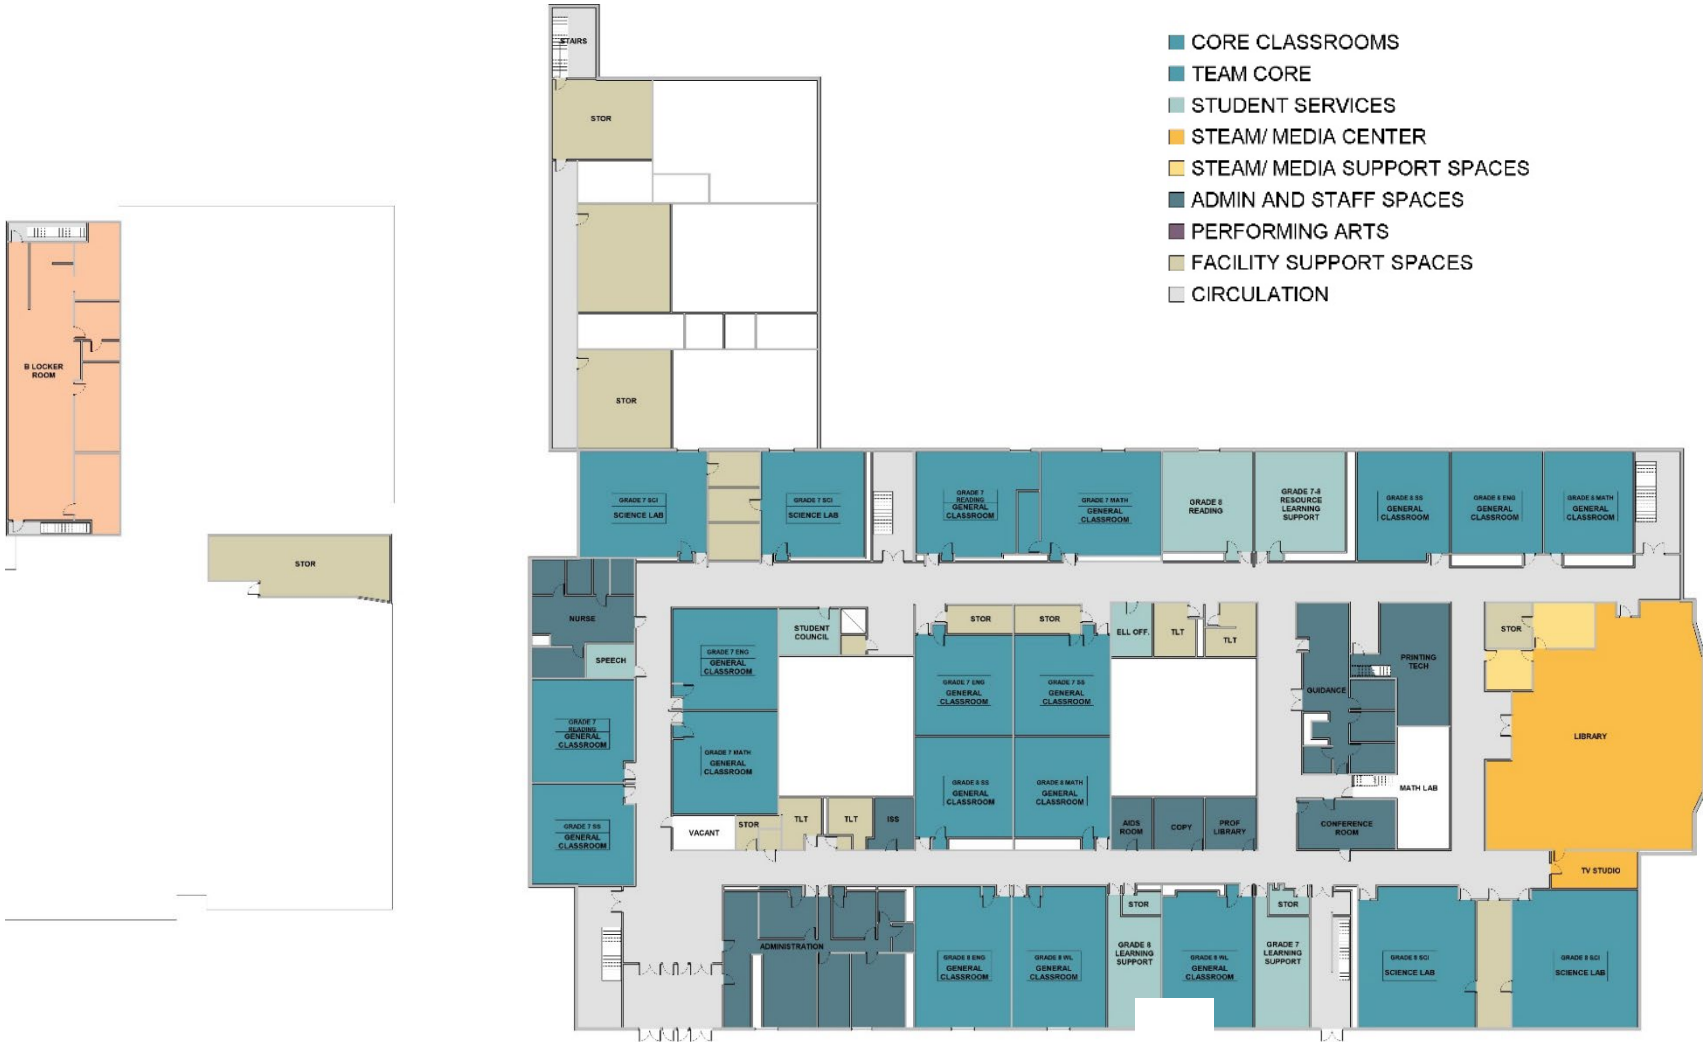 STAIRS
CORE CLASSROOMS
TEAM CORE
STUDENT SERVICES
STEAM/ MEDIA CENTER
STEAM/ MEDIA SUPPORT SPACES
ADMIN AND STAFF SPACES
PERFORMING ARTS
FACILITY SUPPORT SPACES
CIRCULATION
STOR
B LOCKER
ROOM
STOR
STOR
GRADE 7 SCI
SCIENCE LAB
GRADE 7 SCI
SCIENCE LAB
GRADE 7
READING
GENERAL
CLASSROOM
GRADE 7 MATH
GENERAL
CLASSROOM
GRADE 8
READING
GRADE 7-8
RESOURCE
LEARNING
SUPPORT
GRADE 8 SS
GENERAL
CLASSROOM
GRADE 8 ENG
GENERAL
CLASSROOM
GRADE 8 MATH
GENERAL
CLASSROOM
NURSE
SPEECH
STUDENT
COUNCIL
STOR
STOR
ELL OFF.
TLT
TLT
STOR
GRADE 7 ENG
GENERAL
CLASSROOM
GRADE 7 ENG
GENERAL
CLASSROOM
GRADE 7 SS
GENERAL
CLASSROOM
GUIDANCE
PRINTING
TECH
LIBRARY
GRADE 7
READING
GENERAL
CLASSROOM
GRADE 7 MATH
GENERAL
CLASSROOM
GRADE 8 SS
GENERAL
CLASSROOM
GRADE 8 MATH
GENERAL
CLASSROOM
MATH LAB
GRADE 7 SS
GENERAL
CLASSROOM
VACANT
STOR
TLT
TLT
ISS
AIDS
ROOM
COPY
PROF
LIBRARY
CONFERENCE
ROOM
TV STUDIO
ADMINISTRATION
GRADE 8 ENG
GENERAL
CLASSROOM
GRADE 8 WL
GENERAL
CLASSROOM
STOR
GRADE 8
LEARNING
SUPPORT
GRADE 8 WL
GENERAL
CLASSROOM
STOR
GRADE 7
LEARNING
SUPPORT
GRADE 8 SCI
SCIENCE LAB
GRADE 8 SCI
SCIENCE LAB